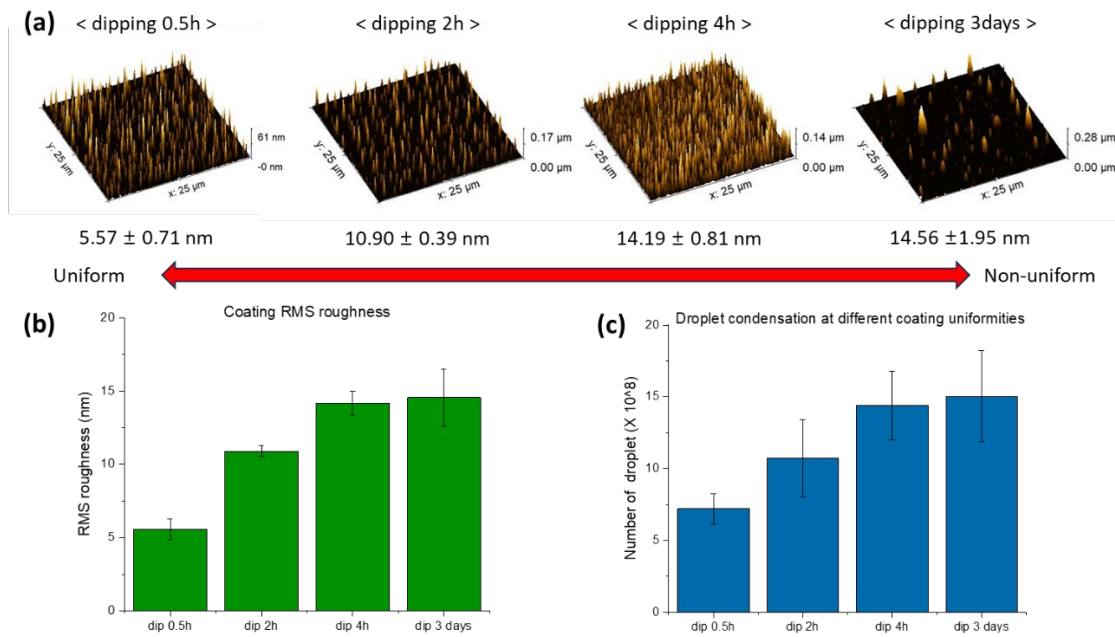 (a)
< dipping 0.5h >
< dipping 2h >
< dipping 4h >
< dipping 3days >
61 nm
-0 nm
y: 25 µm
x: 25 µm
0.17 µm
0.00 µm
y: 25 µm
x: 25 µm
0.14 µm
0.00 µm
y: 25 µm
x: 25 µm
0.28 µm
0.00 µm
y: 25 µm
x: 25 µm
5.57 ± 0.71 nm
10.90 ± 0.39 nm
14.19 ± 0.81 nm
14.56 ±1.95 nm
Uniform
Non-uniform
(b)
Coating RMS roughness
RMS roughness (nm)
20
15
10
5
0
dip 0.5h
dip 2h
dip 4h
dip 3 days
(c)
Droplet condensation at different coating uniformities
Number of droplet (X 10^8)
20
15
10
5
0
dip 0.5h
dip 2h
dip 4h
dip 3 days